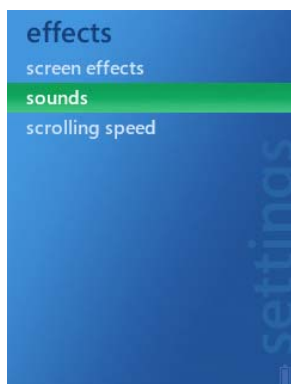 effects
screen effects
sounds
scrolling speed
settings